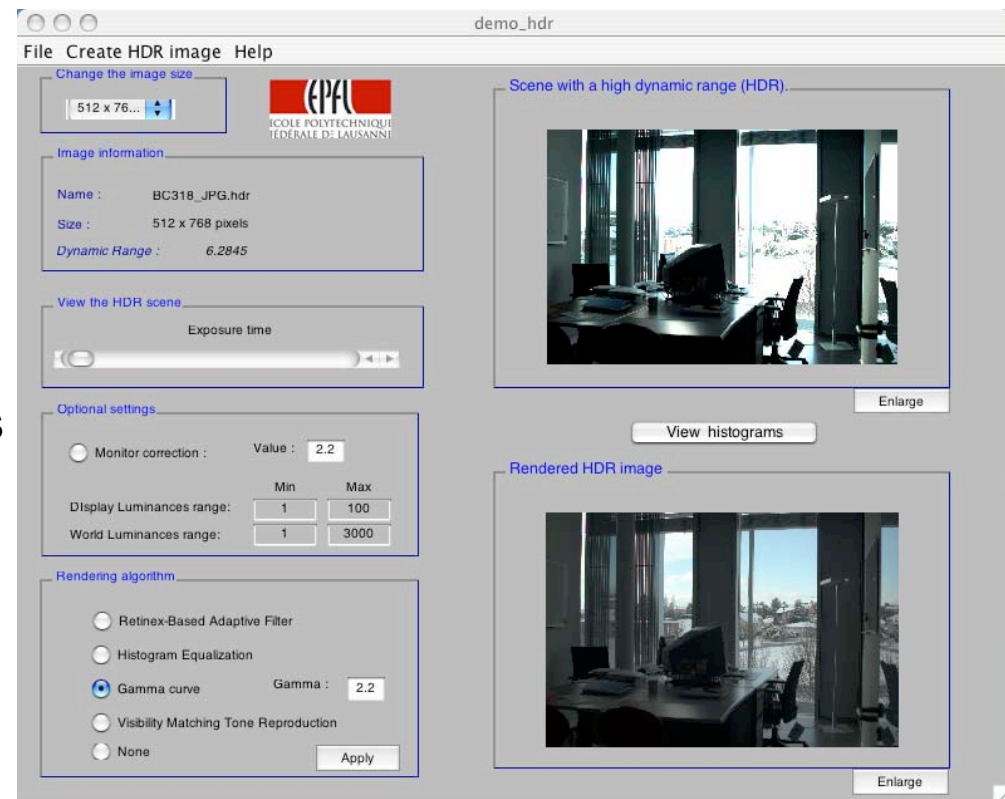 demo_hdr
File Create HDR image Help
Change the image size
512 x 76...
EPFL
ÉCOLE POLYTECHNIQUE
FÉDÉRALE DE LAUSANNE
Image information
Name : BC318_JPG.hdr
Size : 512 x 768 pixels
Dynamic Range : 6.2845
View the HDR scene
Exposure time
Optional settings
Monitor correction : Value : 2.2
Min Max
DIsplay Luminances range: 1 100
World Luminances range: 1 3000
Rendering algorithm
Retinex-Based Adaptive Filter
Histogram Equalization
Gamma curve Gamma : 2.2
Visibility Matching Tone Reproduction
None Apply
Scene with a high dynamic range (HDR).
Enlarge
View histograms
Rendered HDR image
Enlarge
s